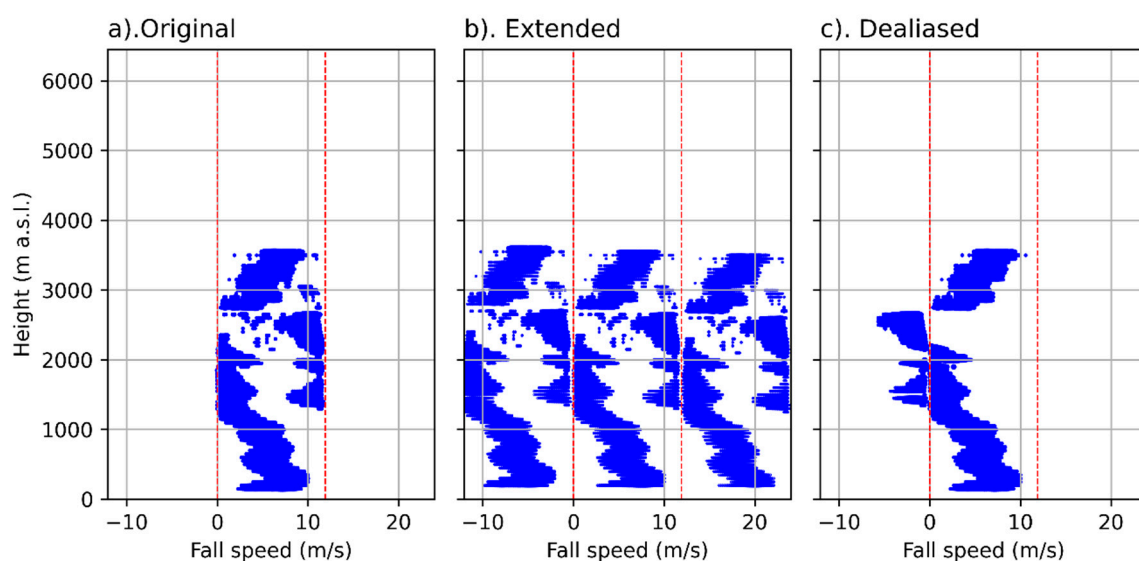 a).Original
b). Extended
c). Dealiased
6000
5000
4000
3000
2000
1000
0
Height (m a.s.l.)
−10 0 10 20
−10 0 10 20
−10 0 10 20
Fall speed (m/s)
Fall speed (m/s)
Fall speed (m/s)